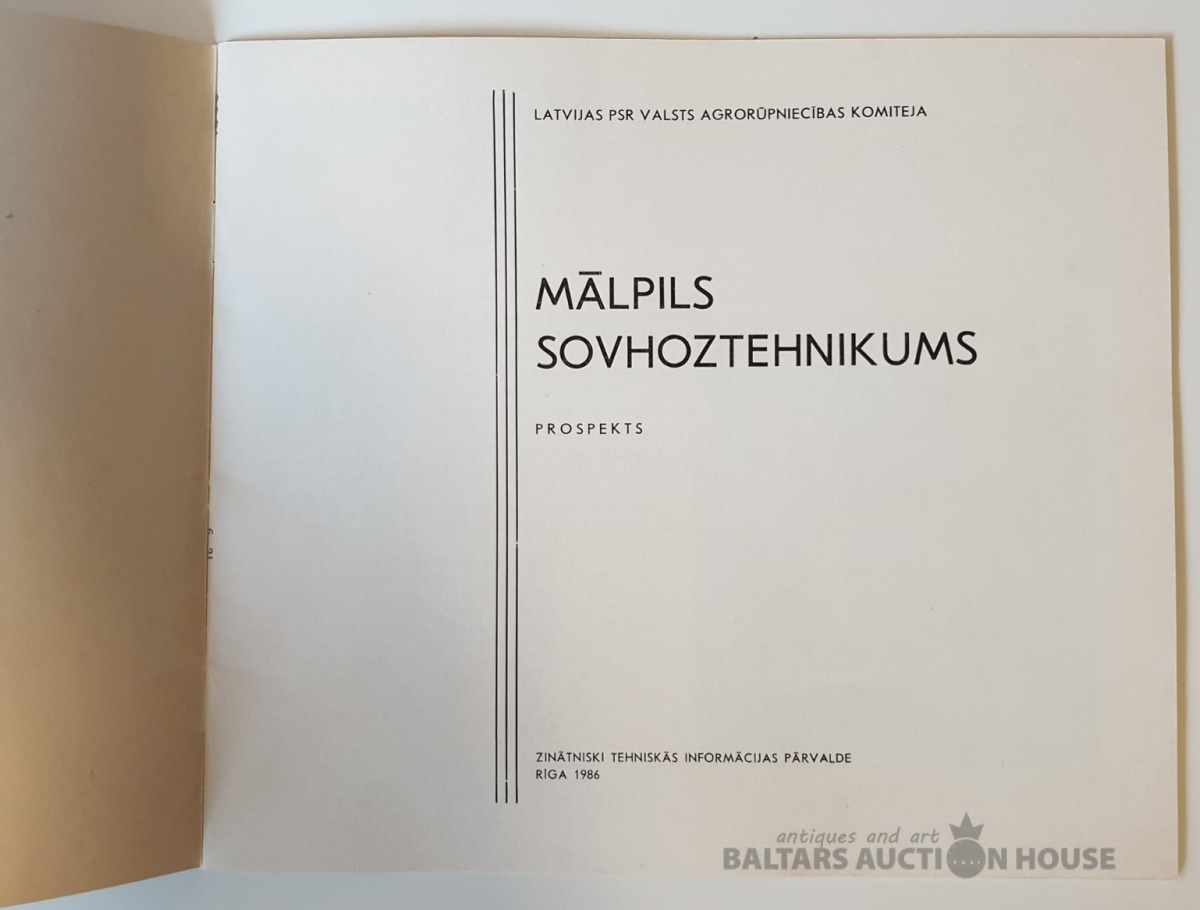 LATVIJAS PSR VALSTS AGRORŪPNIECĪBAS KOMITEJA
MĀLPILS
SOVHOZTEHNIKUMS
PROSPEKTS
ZINĀTNISKI TEHNISKĀS INFORMĀCIJAS PĀRVALDE
RĪGA 1986
antiques and art
BALTARS AUCTION HOUSE